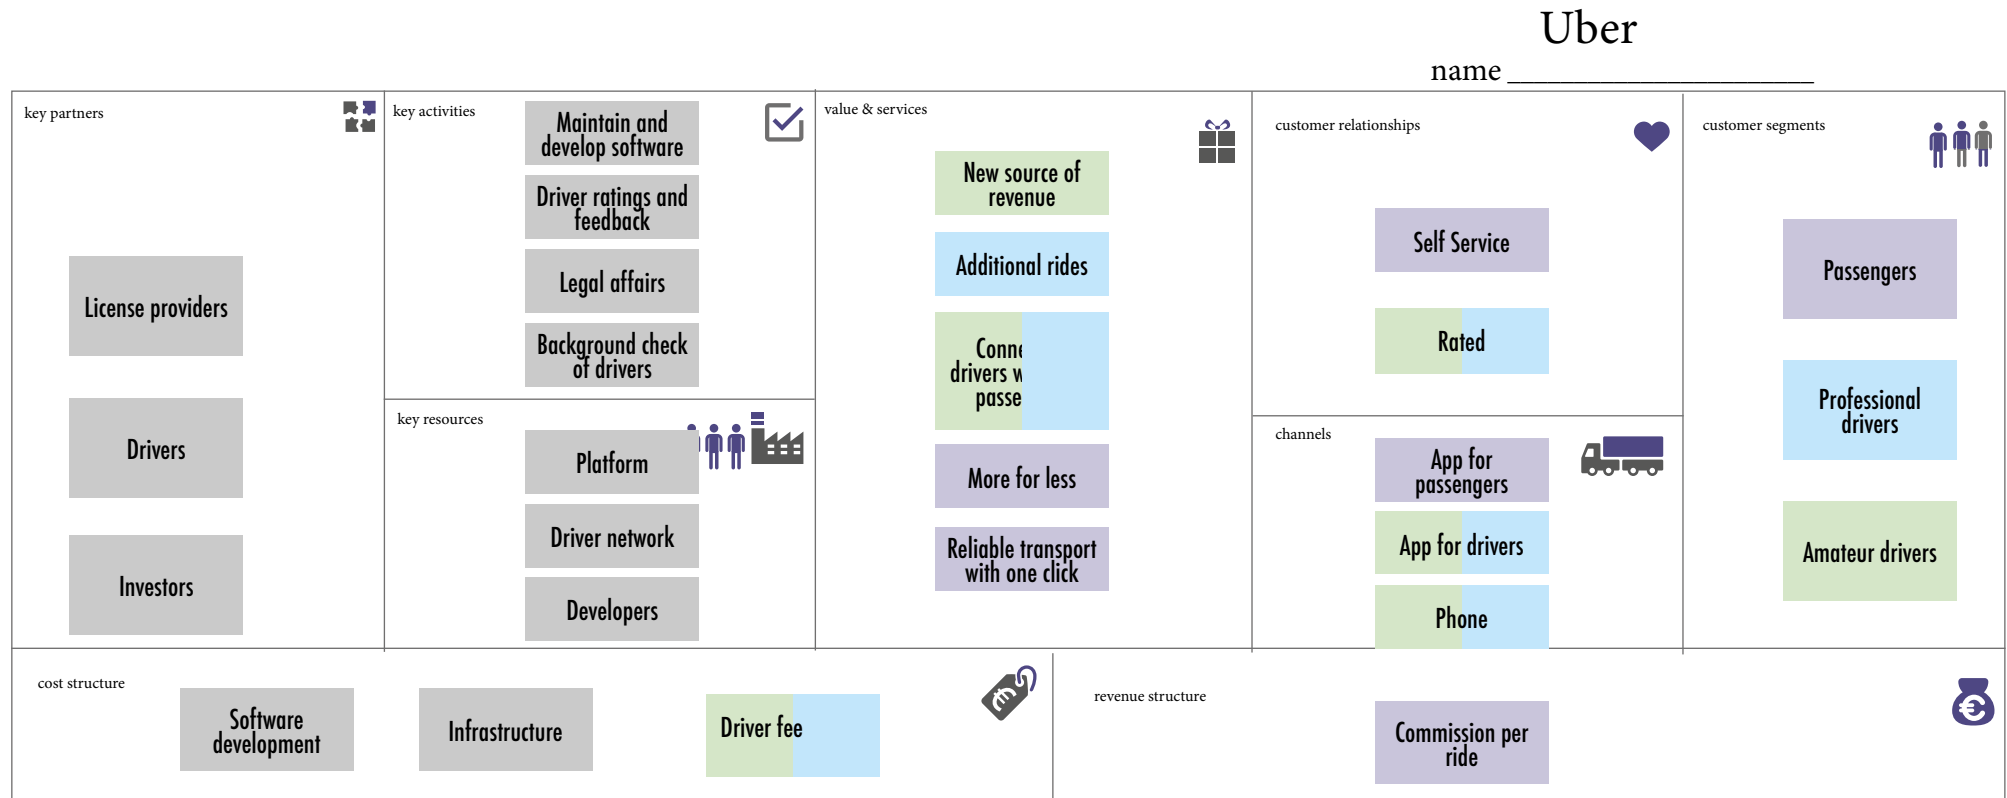 Uber
name
key partners
License providers
Drivers
Investors
key activities
Maintain and
develop software
Driver ratings and
feedback
Legal affairs
Background check
of drivers
key resources
Platform
Driver network
Developers
value & services
New source of
revenue
Additional rides
drivers
More for less
Reliable transport
with one click
customer relationships
Self Service
Rated
channels
App for
passengers
App for drivers
Phone
customer segments
Passengers
Professional
drivers
Amateur drivers
cost structure
Software
development
Infrastructure
Driver fee
revenue structure
Commission per
ride